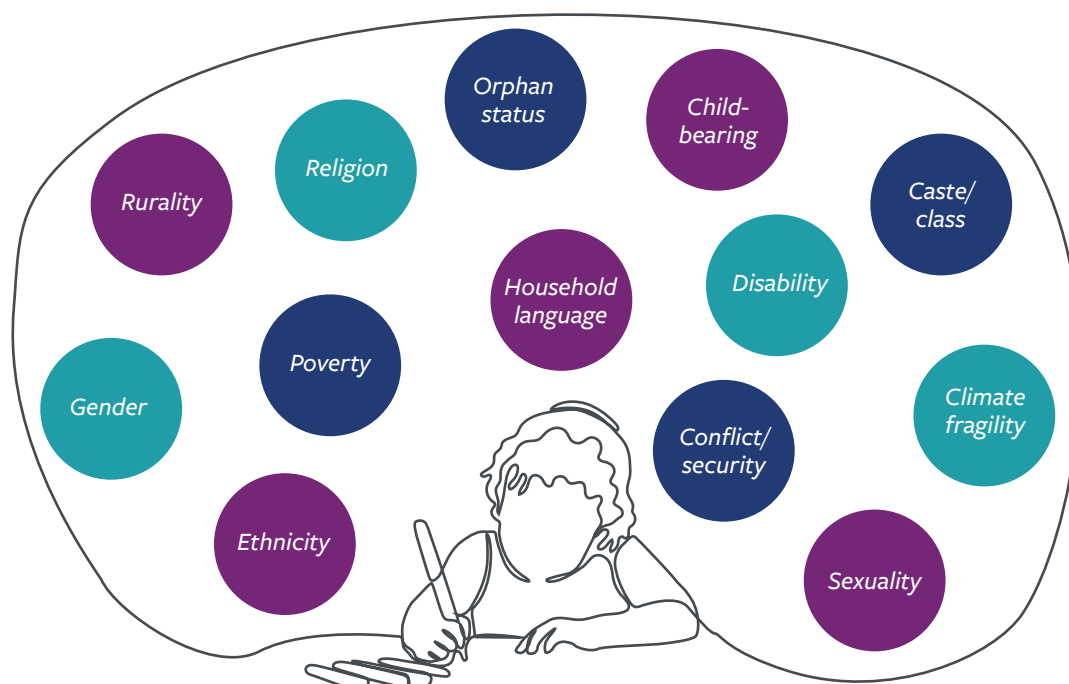 Orphan
status
Child-
bearing
Religion
Rurality
Caste/
class
Household
language
Disability
Poverty
Gender
Climate
fragility
Conflict/
security
Ethnicity
Sexuality